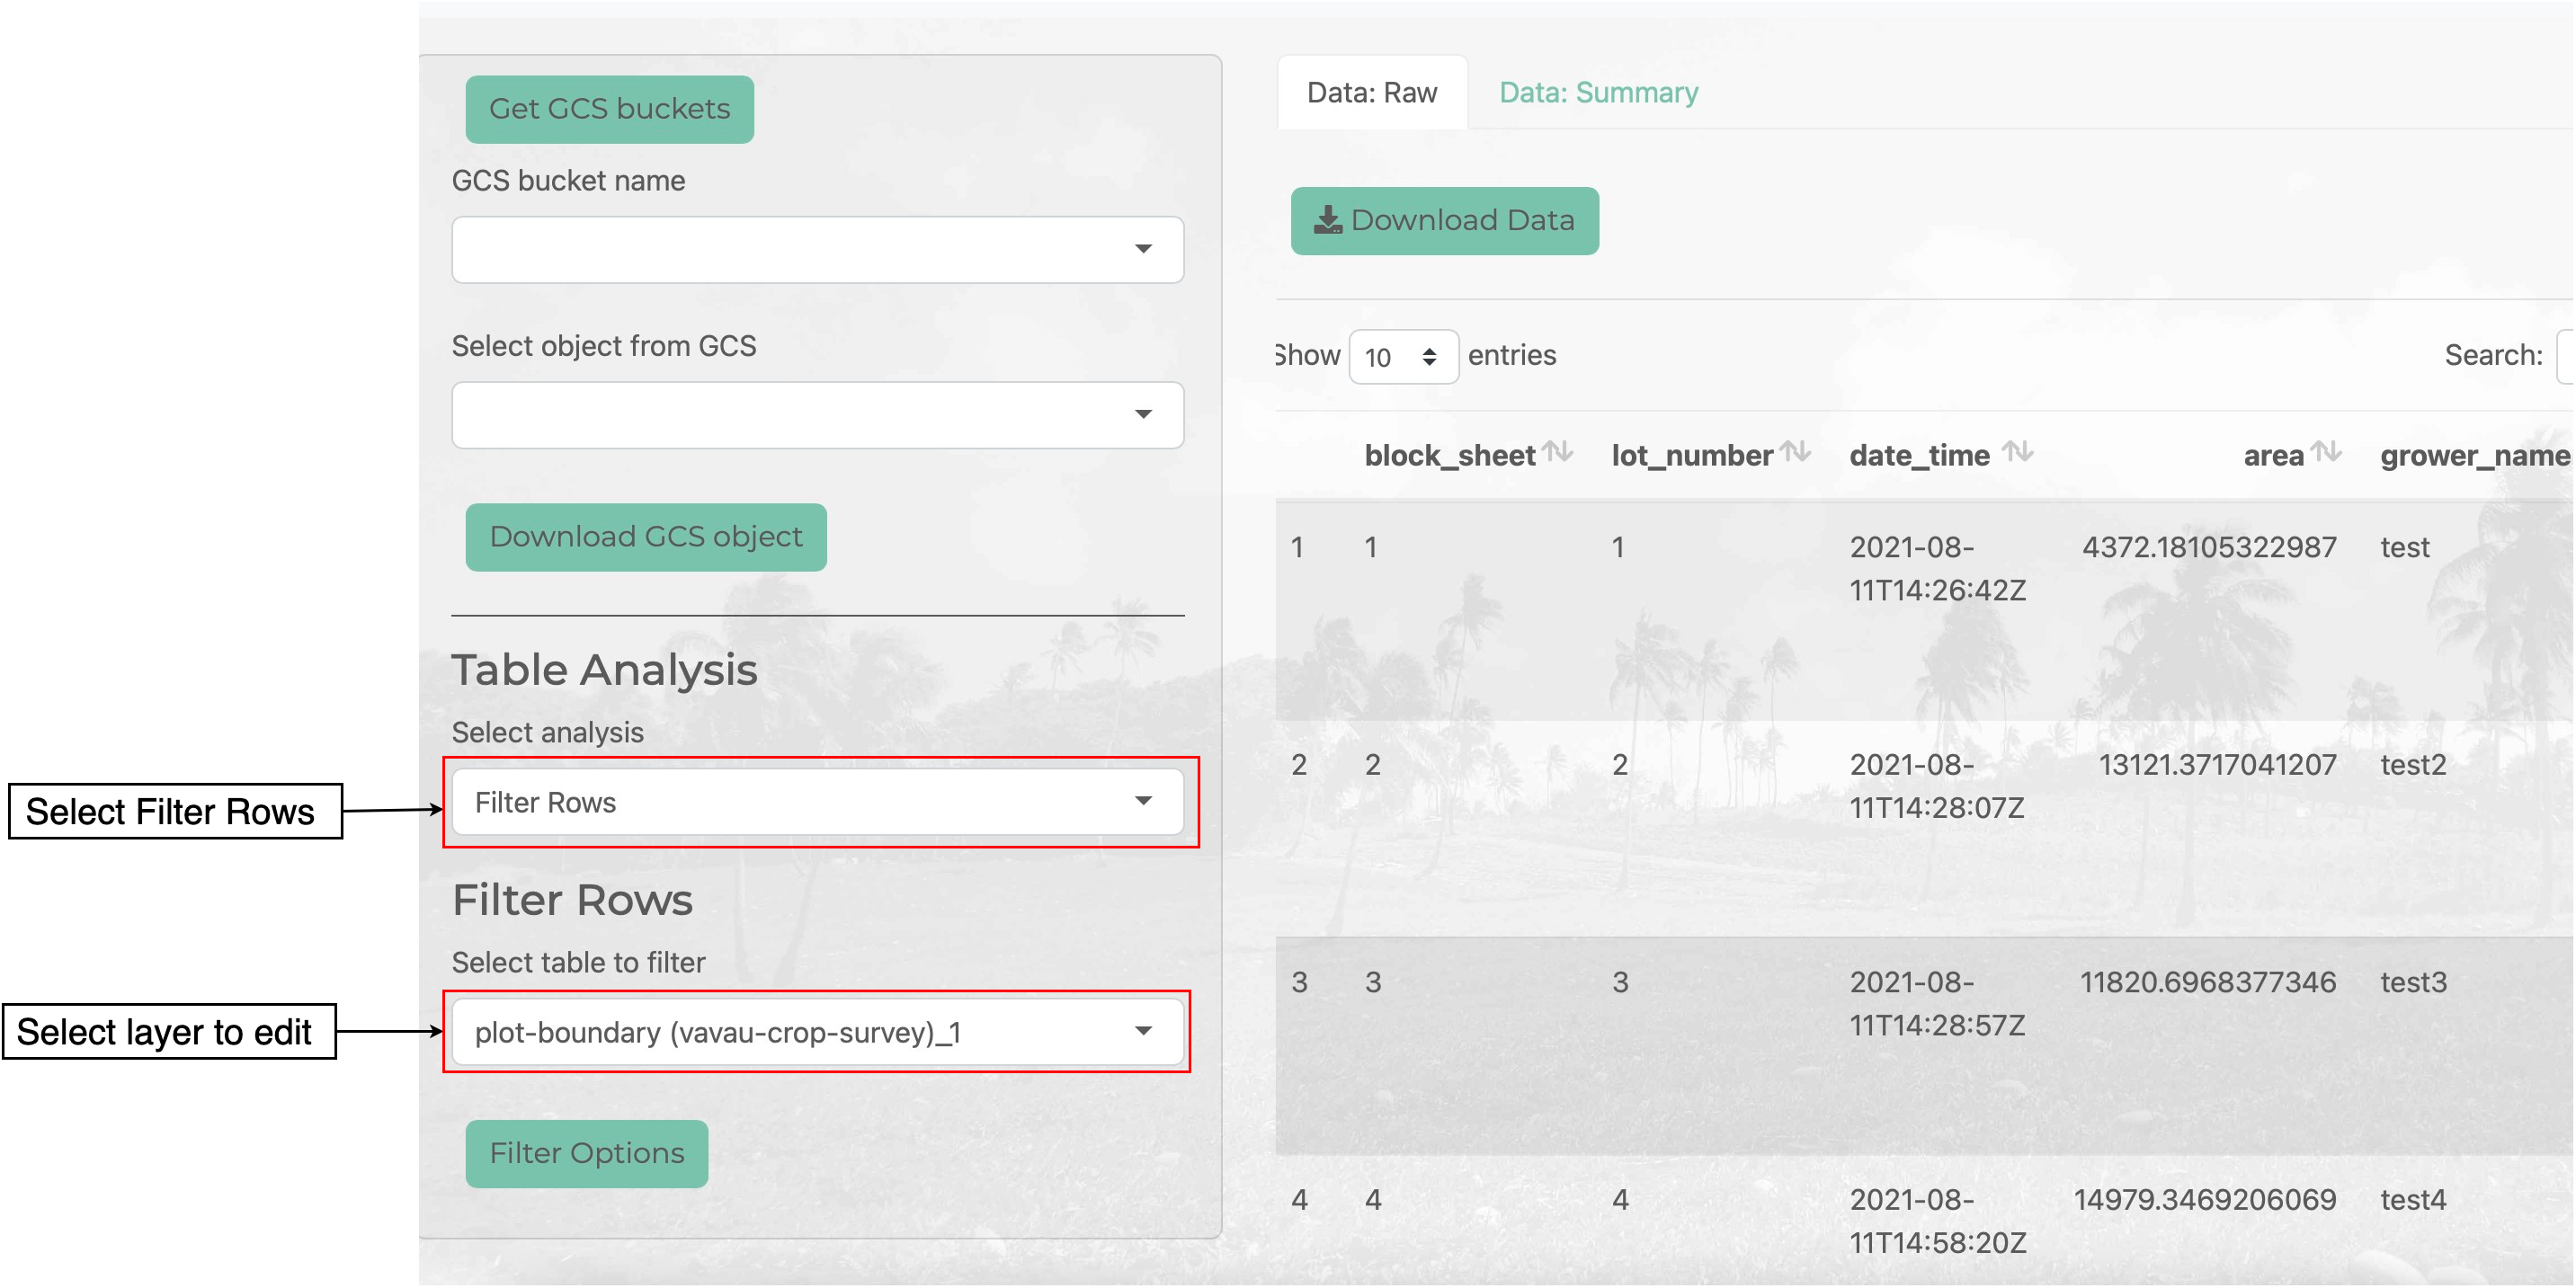 Get GCS buckets
GCS bucket name
Select object from GCS
Download GCS object
Table Analysis
Select analysis
Select Filter Rows
Filter Rows
Filter Rows
Select table to filter
Select layer to edit
plot-boundary (vavau-crop-survey)_1
Filter Options
Data: Raw Data: Summary
Download Data
Show 10 entries Search:
block_sheet lot_number date_time area grower_name
1 1 1 2021-08- 4372.18105322987 test
11T14:26:42Z
2 2 2 2021-08- 13121.3717041207 test2
11T14:28:07Z
3 3 3 2021-08- 11820.6968377346 test3
11T14:28:57Z
4 4 4 2021-08- 14979.3469206069 test4
11T14:58:20Z